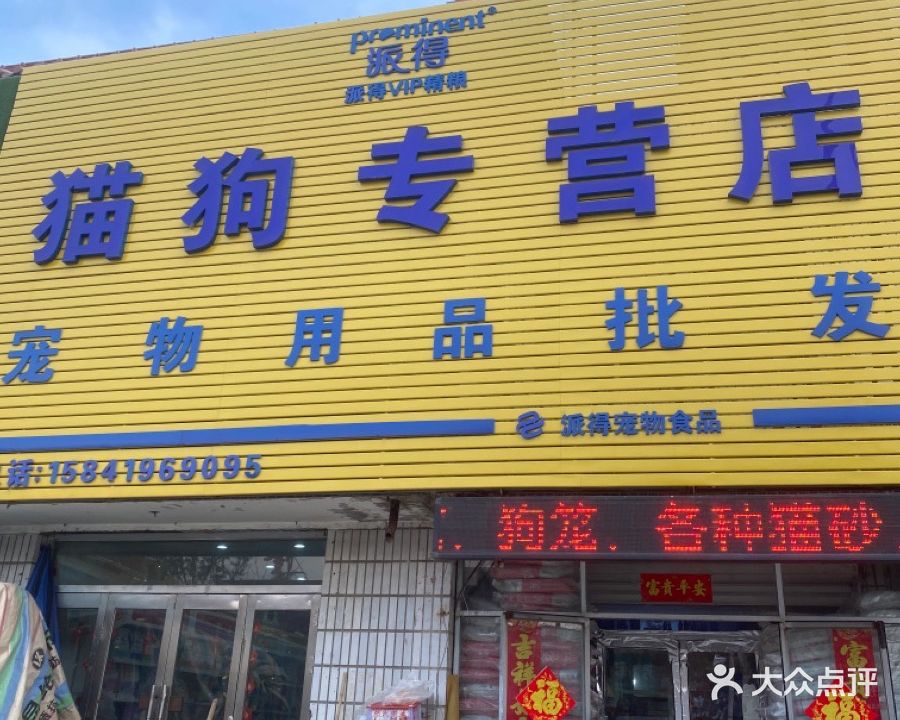 prominent®
派得
派得VIP精粮
猫狗专营店
宠物用品批发
派得宠物食品
话:15841969095
狗笼、各种猫砂
富贵平安
吉祥
福
富
福
大众点评